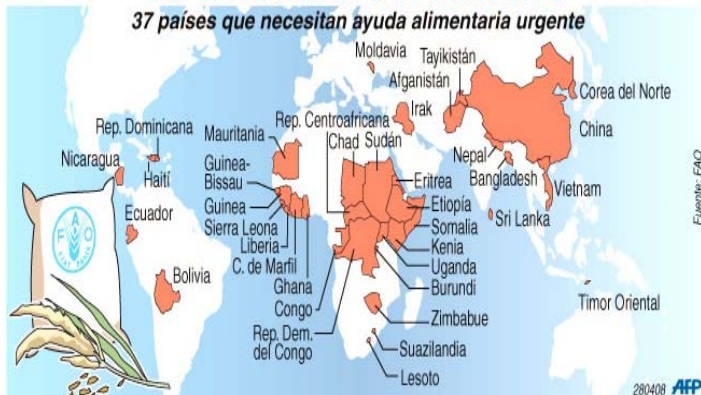 37 países que necesitan ayuda alimentaria urgente
Moldavia
Tayikistán
Afganistán
Corea del Norte
Rep. Centroafricana
Irak
Rep. Dominicana
Mauritania
Chad
Sudán
China
Nicaragua
Haití
Guinea-
Bissau
Nepal
Bangladesh
Eritrea
Vietnam
Guinea
Etiopía
Sri Lanka
Ecuador
Sierra Leona
Somalia
Liberia
Kenia
C. de Marfil
Bolivia
Uganda
Ghana
Burundi
Congo
Timor Oriental
Rep. Dem.
del Congo
Zimbabue
Suazilandia
Lesoto
Fuente: FAO
F A O
280408 AFP